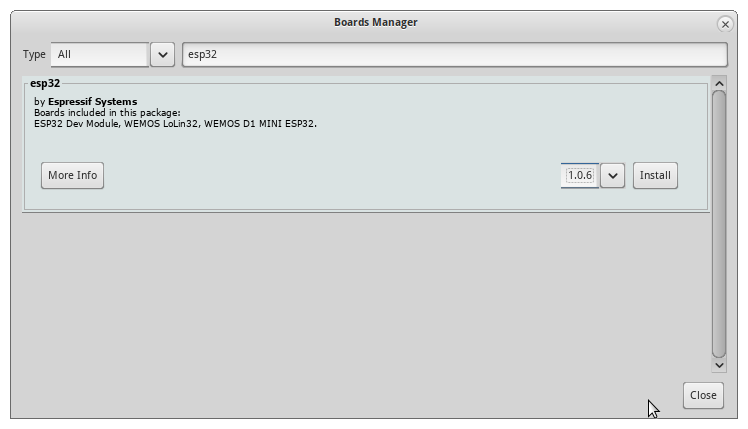 Boards Manager
Type All esp32
esp32
by Espressif Systems
Boards included in this package:
ESP32 Dev Module, WEMOS LoLin32, WEMOS D1 MINI ESP32.
More Info 1.0.6 Install
Close